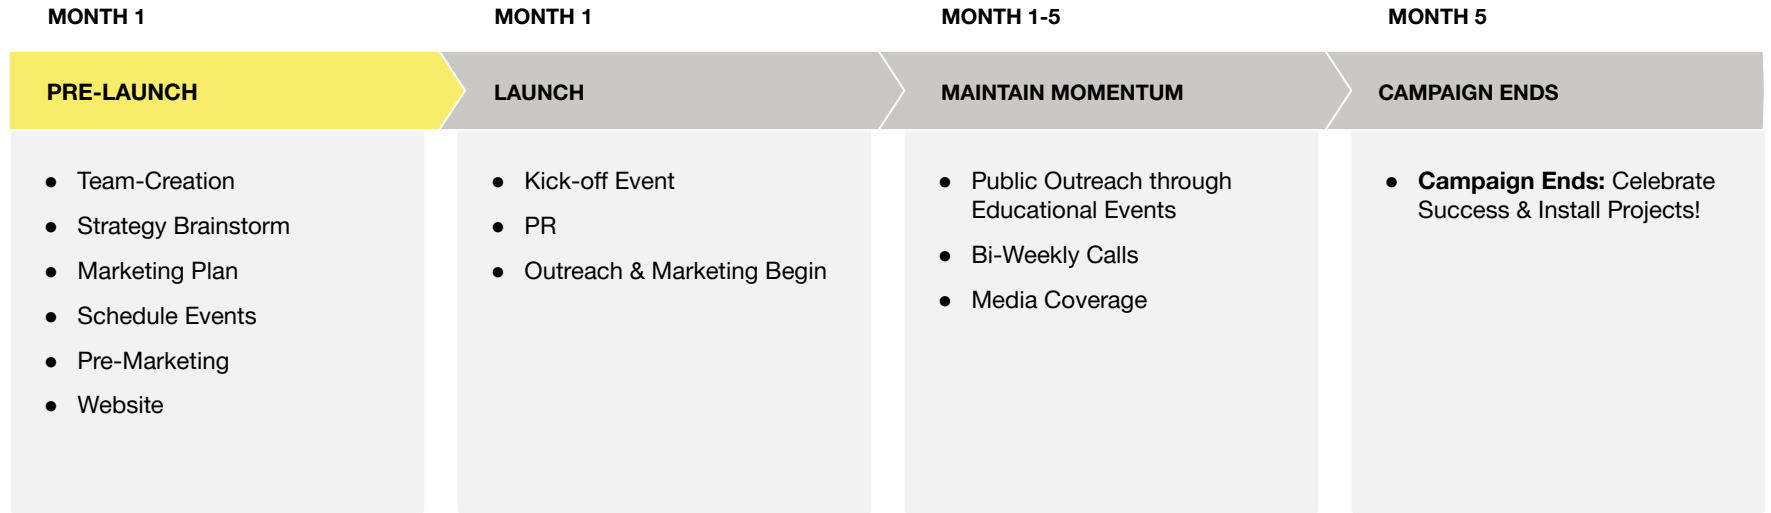 MONTH 1
MONTH 1
MONTH 1-5
MONTH 5
PRE-LAUNCH
LAUNCH
MAINTAIN MOMENTUM
CAMPAIGN ENDS
● Team-Creation
● Strategy Brainstorm
● Marketing Plan
● Schedule Events
● Pre-Marketing
● Website
● Kick-off Event
● PR
● Outreach & Marketing Begin
● Public Outreach through
Educational Events
● Bi-Weekly Calls
● Media Coverage
● Campaign Ends: Celebrate
Success & Install Projects!